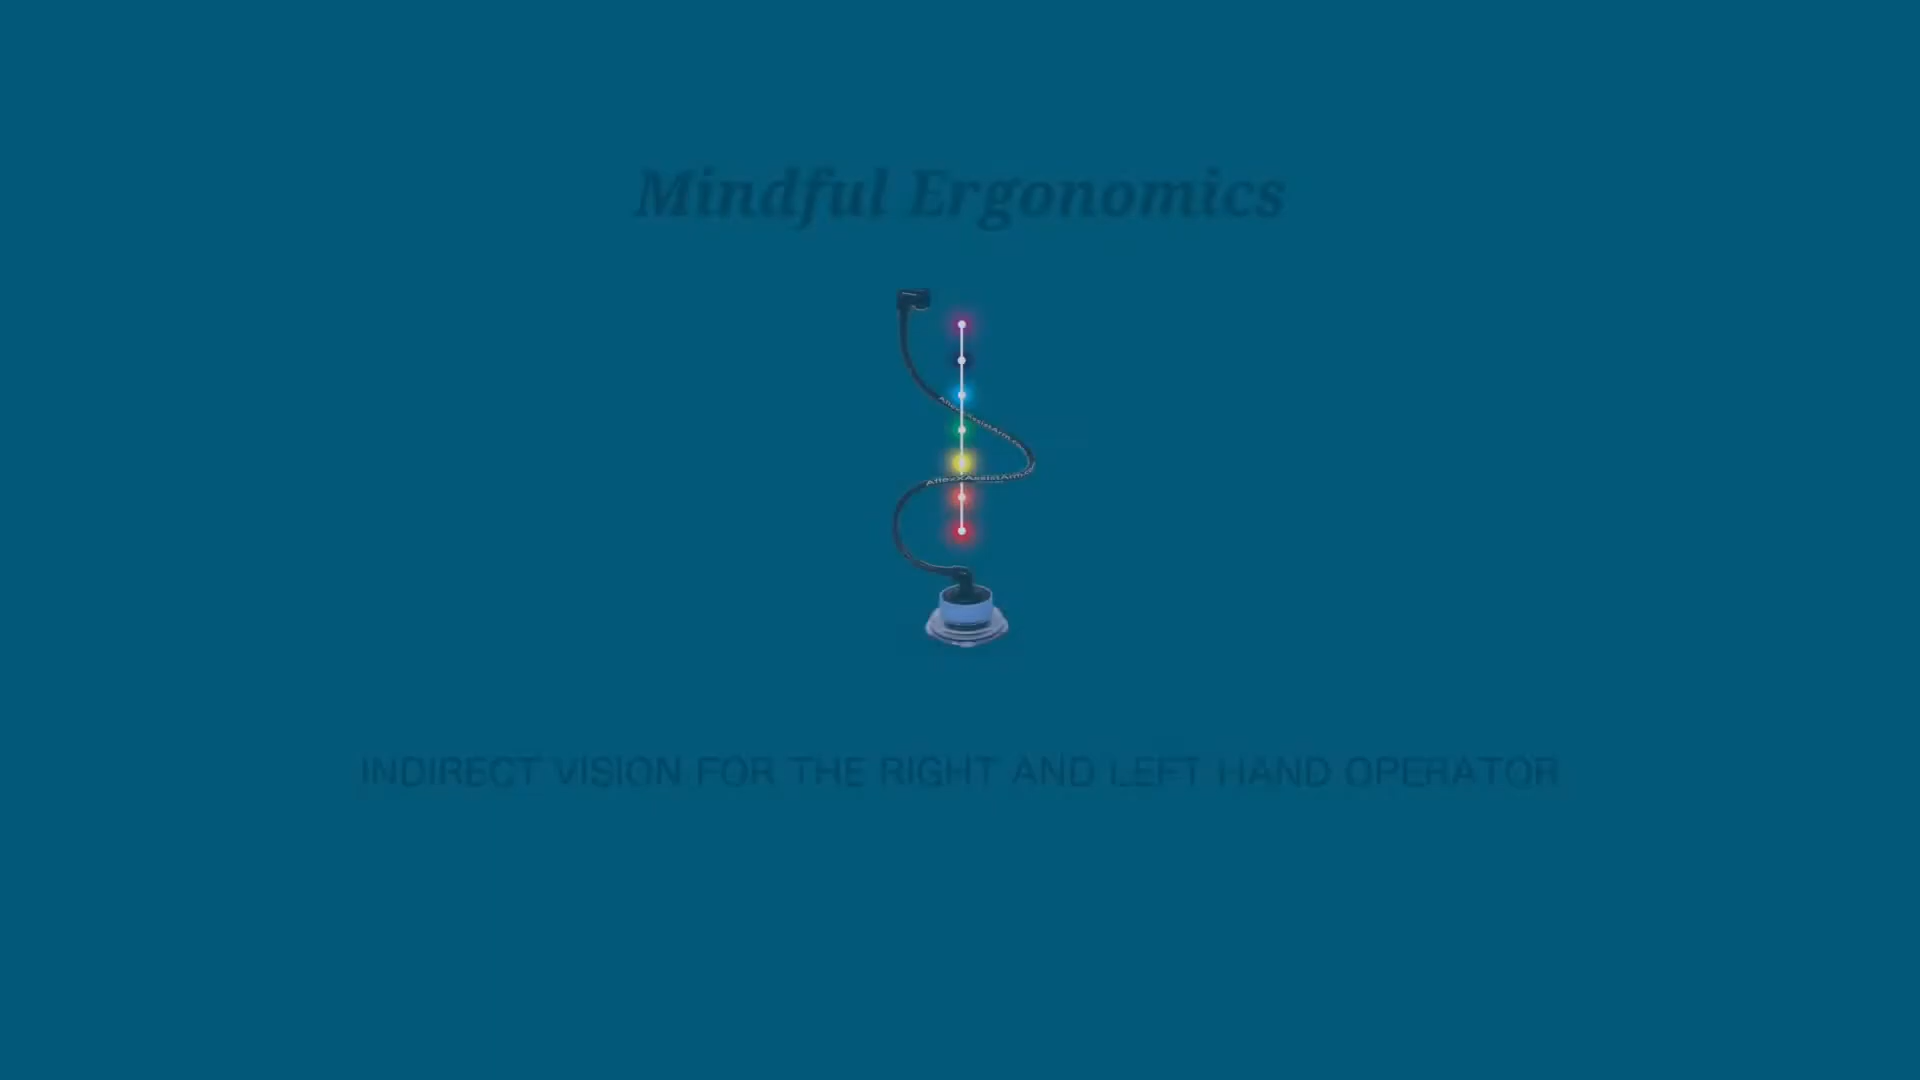 Mindful Ergonomics
INDIRECT VISION FOR THE RIGHT AND LEFT HAND OPERATOR